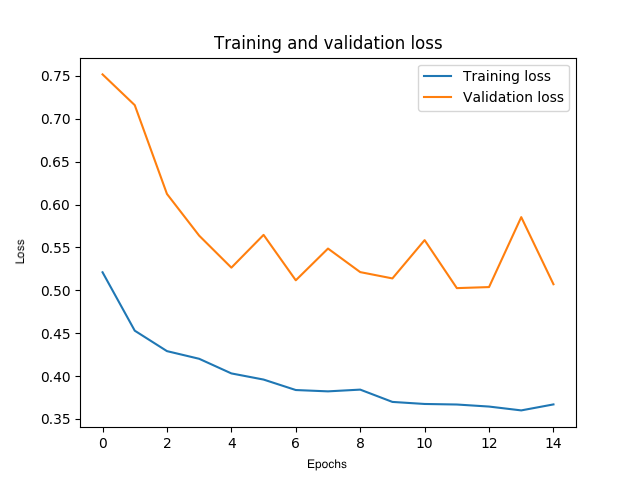 Training and validation loss
Training loss
Validation loss
0.75
0.70
0.65
0.60
0.55
0.50
0.45
0.40
0.35
Loss
0 2 4 6 8 10 12 14
Epochs